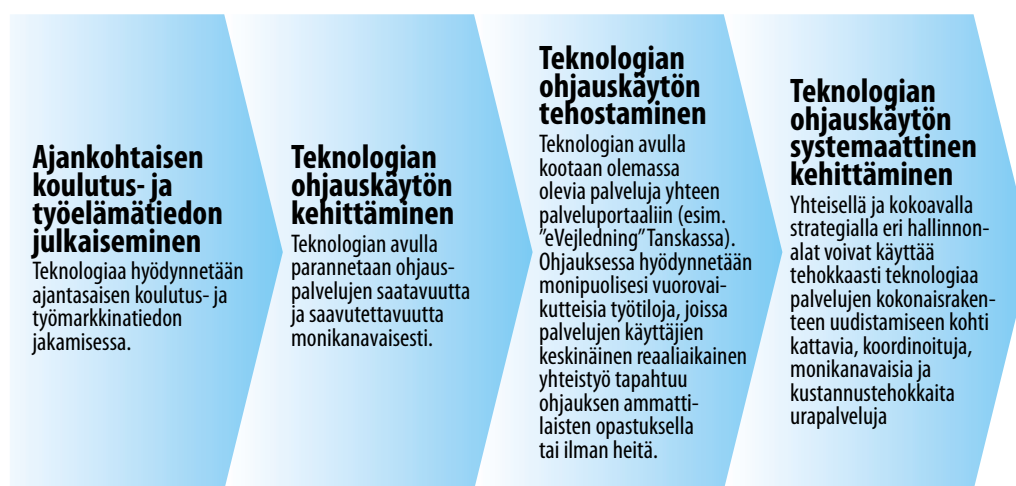 Ajankohtaisen
koulutus- ja
työelämätiedon
julkaiseminen
Teknologiaa hyödynnetään
ajantasaisen koulutus- ja
työmarkkinatiedon
jakamisessa.
Teknologian
ohjauskäytön
kehittäminen
Teknologian avulla
parannetaan ohjaus-
palvelujen saatavuutta
ja saavutettavuutta
monikanavaisesti.
Teknologian
ohjauskäytön
tehostaminen
Teknologian avulla
kootaan olemassa
olevia palveluja yhteen
palveluportaaliin (esim.
”eVejledning” Tanskassa).
Ohjauksessa hyödynnetään
monipuolisesi vuorovai-
kutteisia työtiloja, joissa
palvelujen käyttäjien
keskinäinen reaaliaikainen
yhteistyö tapahtuu
ohjauksen ammatti-
laisten opastuksella
tai ilman heitä.
Teknologian
ohjauskäytön
systemaattinen
kehittäminen
Yhteisellä ja kokoavalla
strategialla eri hallinnon-
alat voivat käyttää
tehokkaasti teknologiaa
palvelujen kokonaisraken-
teen uudistamiseen kohti
kattavia, koordinoituja,
monikanavaisia ja
kustannustehokkaita
urapalveluja